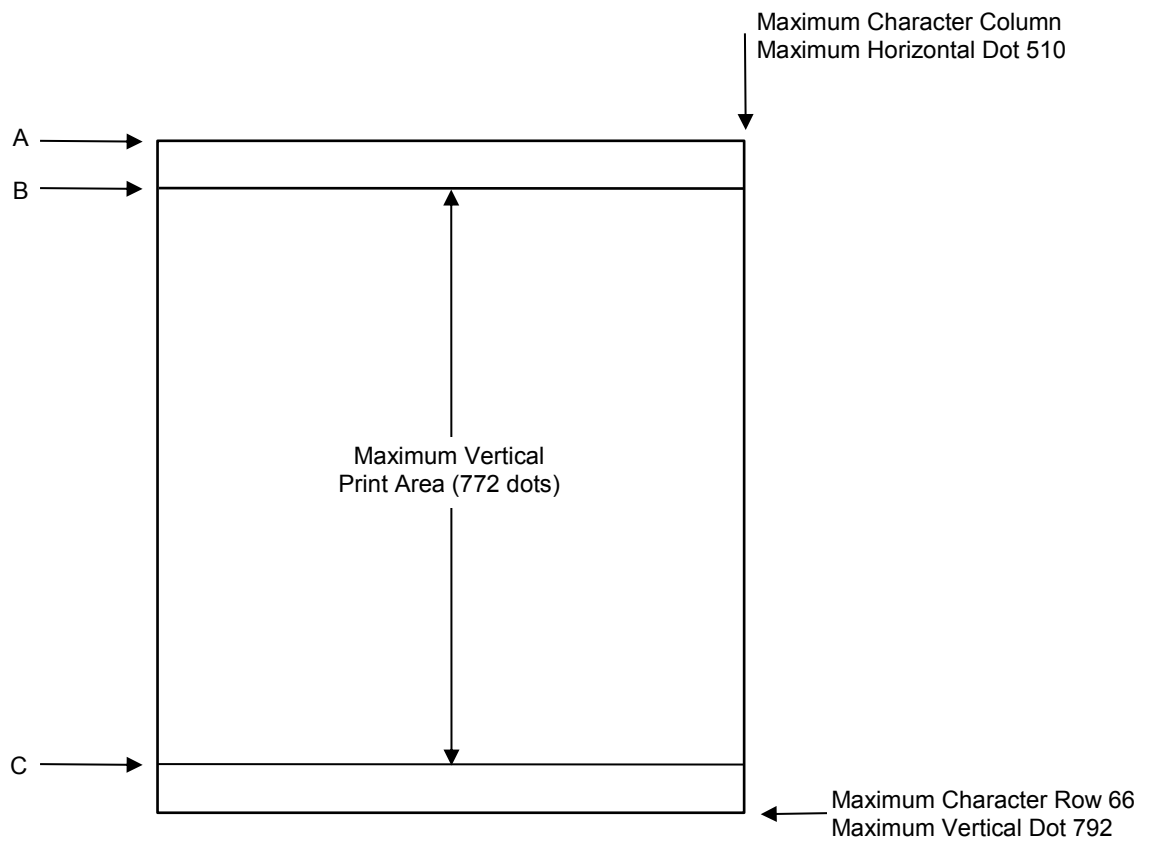 Maximum Character Column
Maximum Horizontal Dot 510
A
B
Maximum Vertical
Print Area (772 dots)
C
Maximum Character Row 66
Maximum Vertical Dot 792